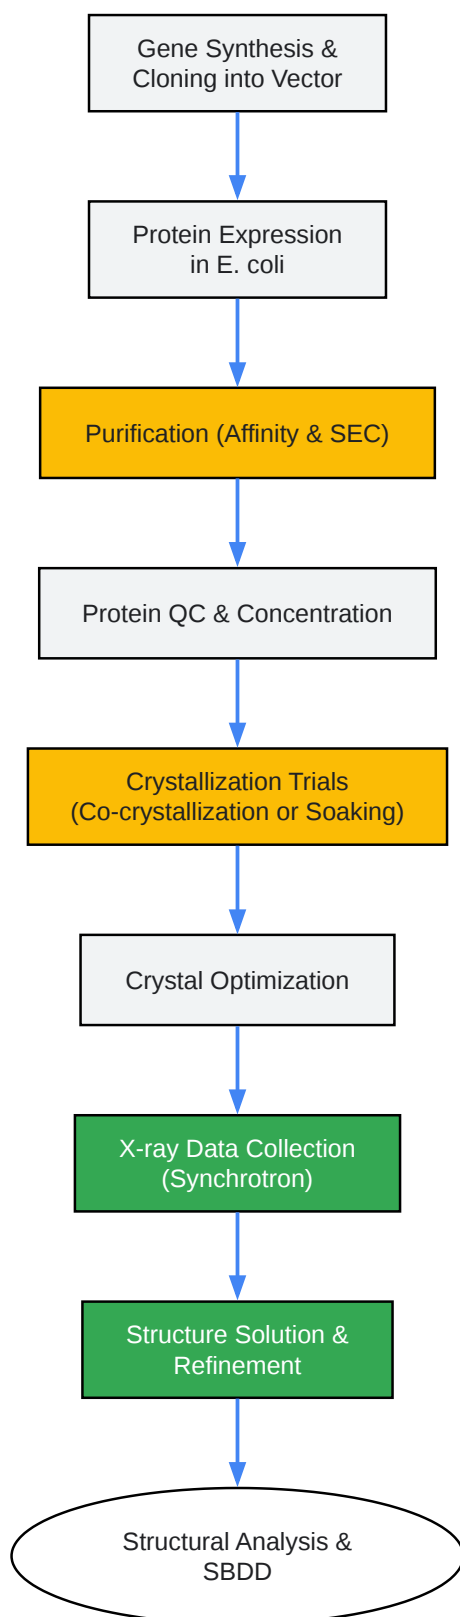 Gene Synthesis &
Cloning into Vector
Protein Expression
in E. coli
Purification (Affinity & SEC)
Protein QC & Concentration
Crystallization Trials
(Co-crystallization or Soaking)
Crystal Optimization
X-ray Data Collection
(Synchrotron)
Structure Solution &
Refinement
Structural Analysis &
SBDD